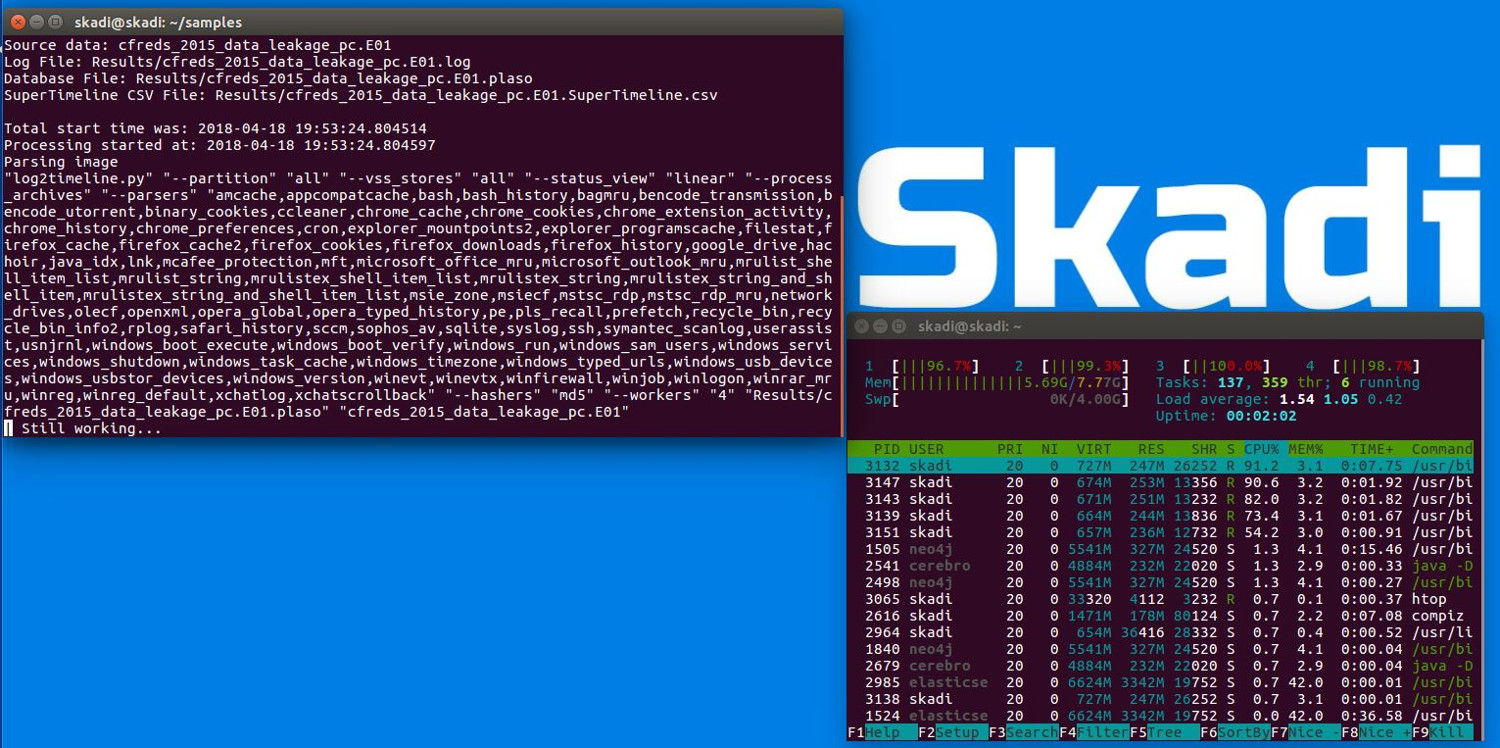 skadi@skadi: ~/samples
Source data: cfreds_2015_data_leakage_pc.E01
Log File: Results/cfreds_2015_data_leakage_pc.E01.log
Database File: Results/cfreds_2015_data_leakage_pc.E01.plaso
SuperTimeline CSV File: Results/cfreds_2015_data_leakage_pc.E01.SuperTimeline.csv
Total start time was: 2018-04-18 19:53:24.804514
Processing started at: 2018-04-18 19:53:24.804597
Parsing image
"log2timeline.py" "--partition" "all" "--vss_stores" "all" "--status_view" "linear" "--process
_archives" "--parsers" "amcache,appcompatcache,bash,bash_history,bagmru,bencode_transmission,b
encode_utorrent,binary_cookies,ccleaner,chrome_cache,chrome_cookies,chrome_extension_activity,
chrome_history,chrome_preferences,cron,explorer_mountpoints2,explorer_programscache,filestat,f
irefox_cache,firefox_cache2,firefox_cookies,firefox_downloads,firefox_history,google_drive,hac
hoir,java_idx,lnk,mcafee_protection,mft,microsoft_office_mru,microsoft_outlook_mru,mrulist_she
ll_item_list,mrulist_string,mrulistex_shell_item_list,mrulistex_string,mrulistex_string_and_sh
ell_item,mrulistex_string_and_shell_item_list,msie_zone,msiecf,mstsc_rdp,mstsc_rdp_mru,network
_drives,olecf,openxml,opera_global,opera_typed_history,pe,pls_recall,prefetch,recycle_bin,recy
cle_bin_info2,rplog,safari_history,sccm,sophos_av,sqlite,syslog,ssh,symantec_scanlog,userassis
t,usnjrnl,windows_boot_execute,windows_boot_verify,windows_run,windows_sam_users,windows_servi
ces,windows_shutdown,windows_task_cache,windows_timezone,windows_typed_urls,windows_usb_device
s,windows_usbstor_devices,windows_version,winevt,winevtx,winfirewall,winjob,winlogon,winrar_mr
u,winreg,winreg_default,xchatlog,xchatscrollback" "--hashers" "md5" "--workers" "4" "Results/c
freds_2015_data_leakage_pc.E01.plaso" "cfreds_2015_data_leakage_pc.E01"
| Still working...
Skadi
skadi@skadi: ~
1 [|||96.7%] 2 [|||99.3%] 3 [||100.0%] 4 [|||98.7%]
Mem[||||||||||||||5.69G/7.77G] Tasks: 137, 359 thr; 6 running
Swp[ 0K/4.00G] Load average: 1.54 1.05 0.42
Uptime: 00:02:02
PID USER PRI NI VIRT RES SHR S CPU% MEM% TIME+ Command
3132 skadi 20 0 727M 247M 26252 R 91.2 3.1 0:07.75 /usr/bi
3147 skadi 20 0 674M 253M 13356 R 90.6 3.2 0:01.92 /usr/bi
3143 skadi 20 0 671M 251M 13232 R 82.0 3.2 0:01.82 /usr/bi
3139 skadi 20 0 664M 244M 13836 R 73.4 3.1 0:01.67 /usr/bi
3151 skadi 20 0 657M 236M 12732 R 54.2 3.0 0:00.91 /usr/bi
1505 neo4j 20 0 5541M 327M 24520 S 1.3 4.1 0:15.46 /usr/bi
2541 cerebro 20 0 4884M 232M 22020 S 1.3 2.9 0:00.33 java -D
2498 neo4j 20 0 5541M 327M 24520 S 1.3 4.1 0:00.27 /usr/bi
3065 skadi 20 0 33320 4112 3232 R 0.7 0.1 0:00.37 htop
2616 skadi 20 0 1471M 178M 80124 S 0.7 2.2 0:07.08 compiz
2964 skadi 20 0 654M 36416 28332 S 0.7 0.4 0:00.52 /usr/li
1840 neo4j 20 0 5541M 327M 24520 S 0.7 4.1 0:00.04 /usr/bi
2679 cerebro 20 0 4884M 232M 22020 S 0.7 2.9 0:00.04 java -D
2985 elasticse 20 0 6624M 3342M 19752 S 0.7 42.0 0:00.01 /usr/bi
3138 skadi 20 0 727M 247M 26252 S 0.7 3.1 0:00.01 /usr/bi
1524 elasticse 20 0 6624M 3342M 19752 S 0.0 42.0 0:36.58 /usr/bi
F1Help F2Setup F3SearchF4FilterF5Tree F6SortByF7Nice -F8Nice +F9Kill